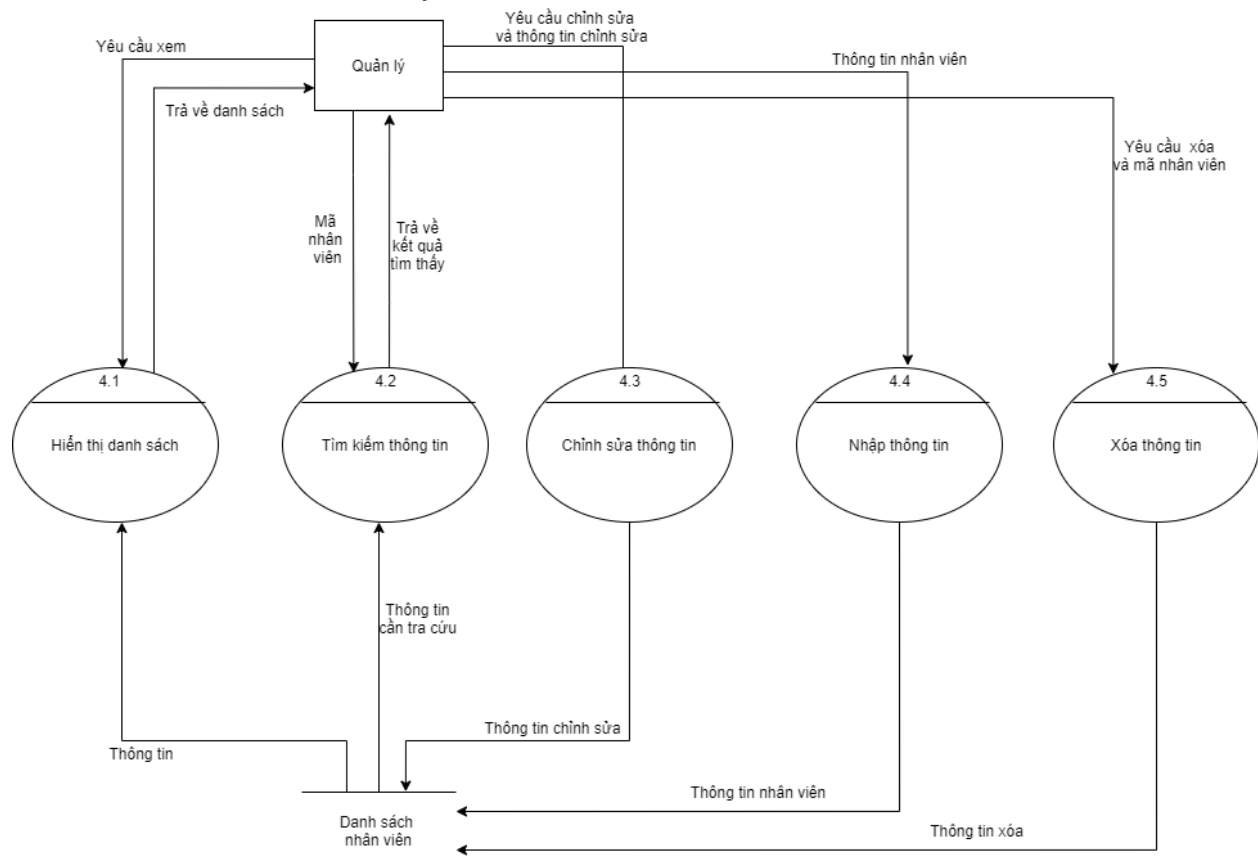 Yêu cầu chỉnh sửa
và thông tin chỉnh sửa
Yêu cầu xem
Quản lý
Thông tin nhân viên
Trả về danh sách
Yêu cầu xóa
và mã nhân viên
Mã
nhân
viên
Trả về
kết quả
tìm thấy
4.1
4.2
4.3
4.4
4.5
Hiển thị danh sách
Tìm kiếm thông tin
Chỉnh sửa thông tin
Nhập thông tin
Xóa thông tin
Thông tin
cần tra cứu
Thông tin chỉnh sửa
Thông tin
Thông tin nhân viên
Danh sách
nhân viên
Thông tin xóa